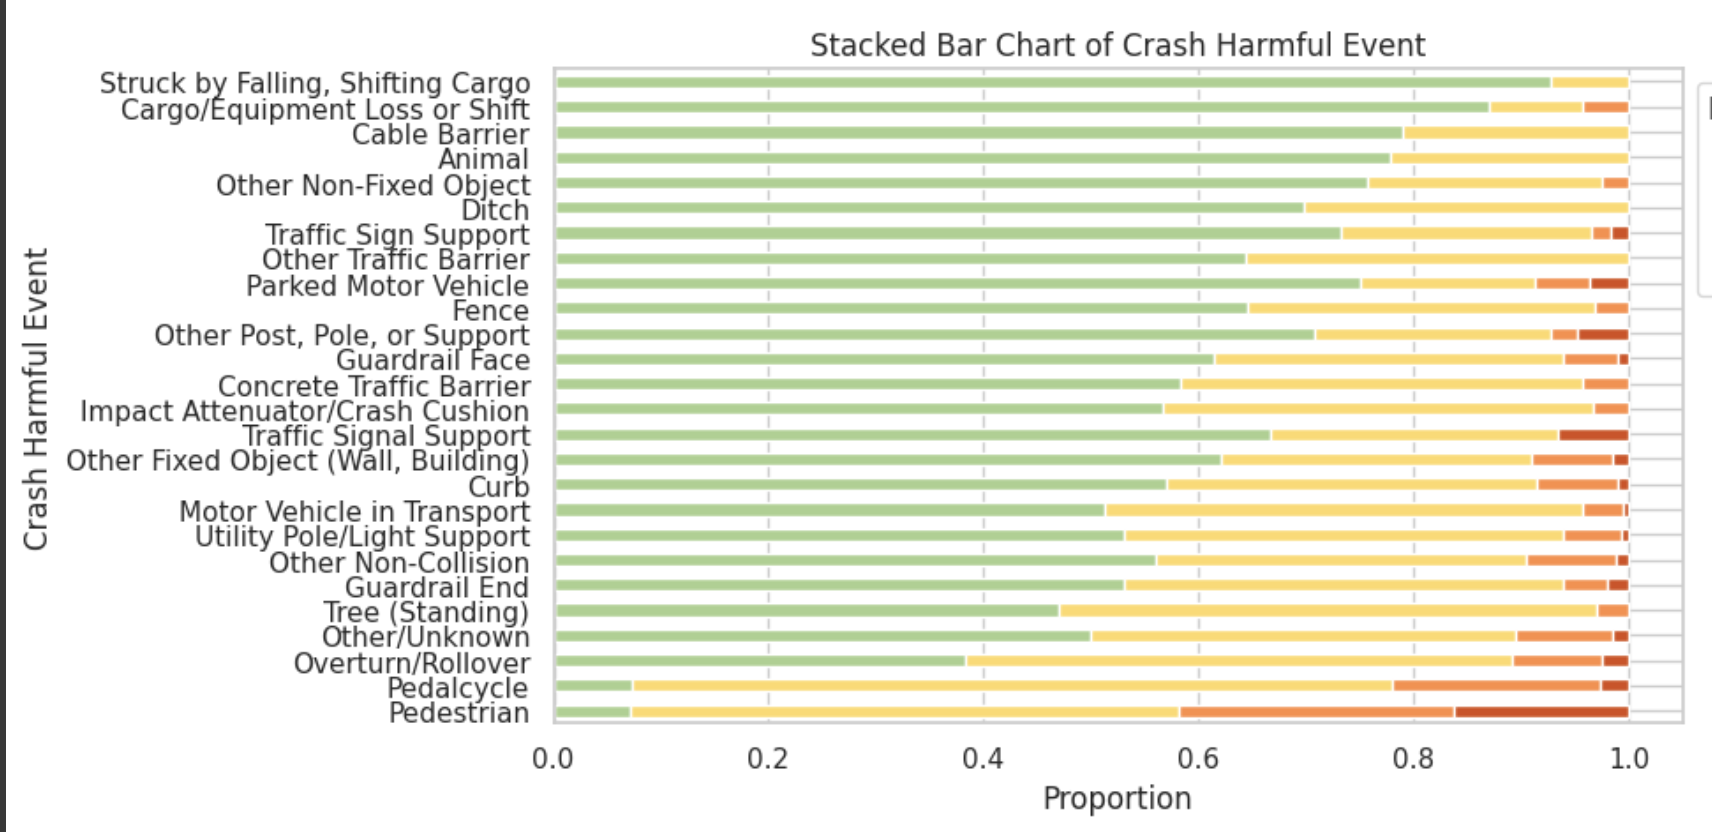 Stacked Bar Chart of Crash Harmful Event
Struck by Falling, Shifting Cargo
Cargo/Equipment Loss or Shift
Cable Barrier
Animal
Other Non-Fixed Object
Ditch
Traffic Sign Support
Other Traffic Barrier
Parked Motor Vehicle
Fence
Other Post, Pole, or Support
Guardrail Face
Concrete Traffic Barrier
Impact Attenuator/Crash Cushion
Traffic Signal Support
Other Fixed Object (Wall, Building)
Curb
Motor Vehicle in Transport
Utility Pole/Light Support
Other Non-Collision
Guardrail End
Tree (Standing)
Other/Unknown
Overturn/Rollover
Pedalcycle
Pedestrian
Crash Harmful Event
0.0 0.2 0.4 0.6 0.8 1.0
Proportion